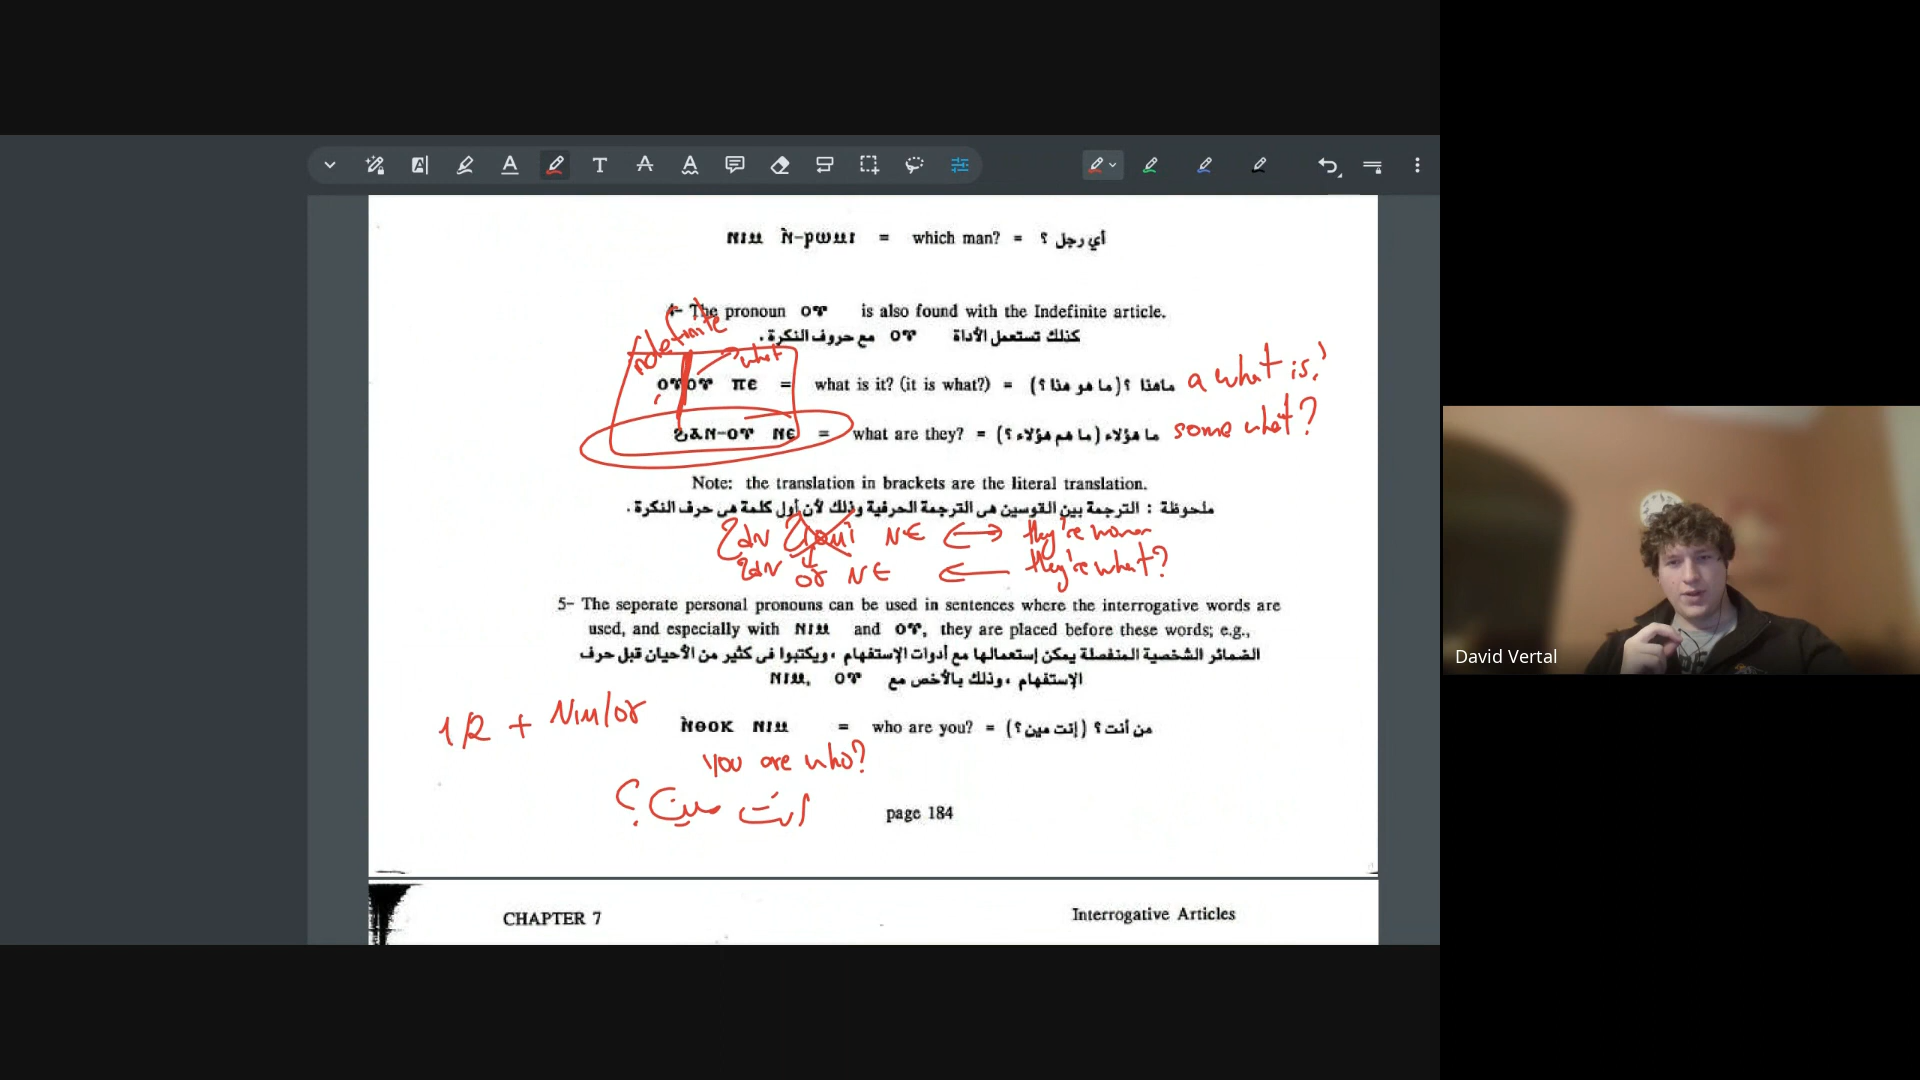 ⲛⲓⲙ ⲛ̀-ⲣⲱⲙⲓ = which man? = أي رجل ؟
4- The pronoun ⲟⲩ is also found with the Indefinite article.
كذلك تستعمل الأداة ⲟⲩ مع حروف النكرة .
Indefinite
what
ⲟⲩⲟⲩ ⲡⲉ = what is it? (it is what?) = ماهذا ؟ (ما هو هذا ؟) a what is?
ϩⲁⲛ-ⲟⲩ ⲛⲉ = what are they? = ما هؤلاء (ما هم هؤلاء ؟) some what?
Note: the translation in brackets are the literal translation.
ملحوظة : الترجمة بين القوسين هى الترجمة الحرفية وذلك لأن أول كلمة هى حرف النكرة .
ϩⲁⲛ ϩⲓⲟⲙⲓ ⲛⲉ ⟷ they're women
ϩⲁⲛ ⲟⲩ ⲛⲉ ⟵ they're what?
5- The seperate personal pronouns can be used in sentences where the interrogative words are
used, and especially with ⲛⲓⲙ and ⲟⲩ, they are placed before these words; e.g.,
الضمائر الشخصية المنفصلة يمكن إستعمالها مع أدوات الإستفهام ، ويكتبوا فى كثير من الأحيان قبل حرف
الإستفهام ، وذلك بالأخص مع ⲛⲓⲙ, ⲟⲩ
+ ⲛⲓⲙ/ⲟⲩ
ⲛ̀ⲑⲟⲕ ⲛⲓⲙ = who are you? = من أنت ؟ (إنت مين ؟)
you are who?
انت مين ؟
page 184
CHAPTER 7 Interrogative Articles
David Vertal